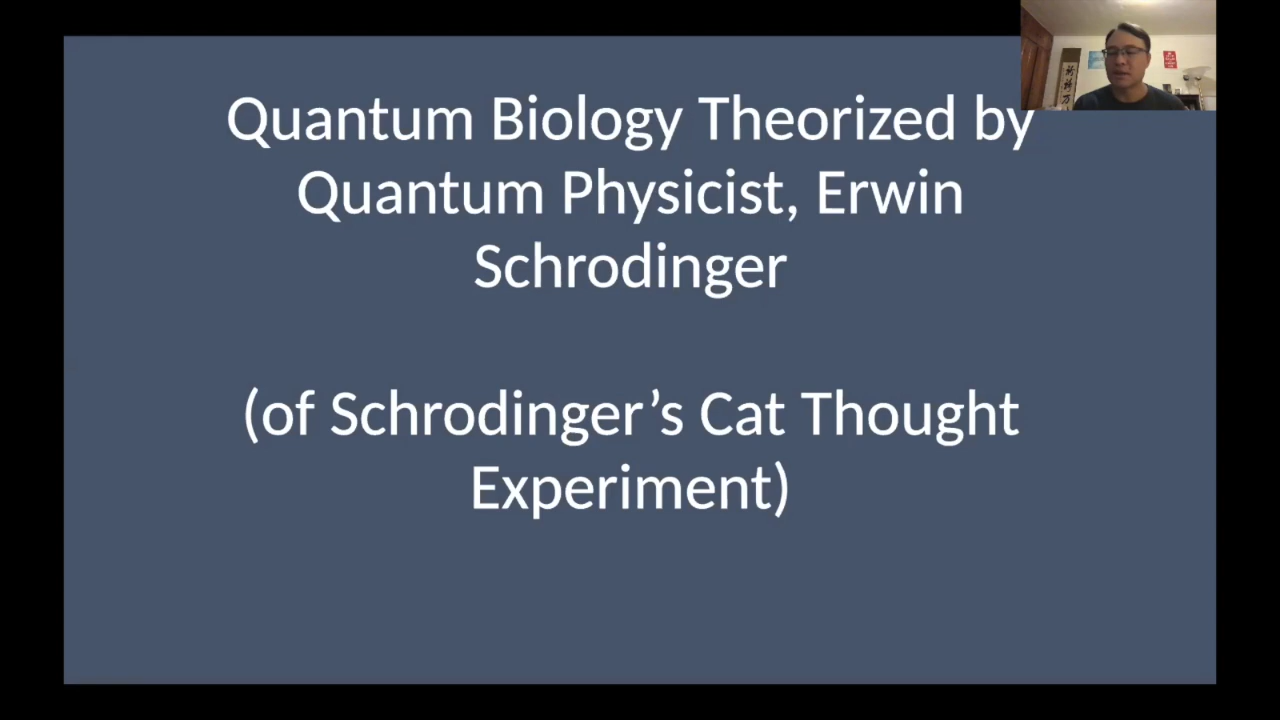 Quantum Biology Theorized by
Quantum Physicist, Erwin
Schrodinger
(of Schrodinger’s Cat Thought
Experiment)